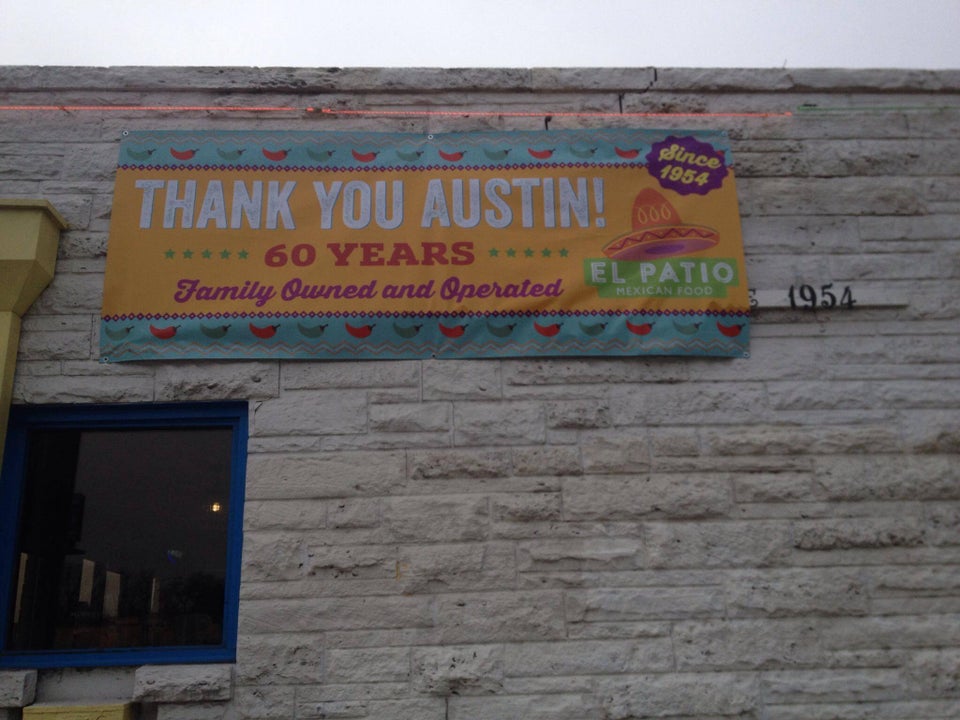 Since
1954
THANK YOU AUSTIN!
60 YEARS
Family Owned and Operated
EL PATIO
MEXICAN FOOD
1954